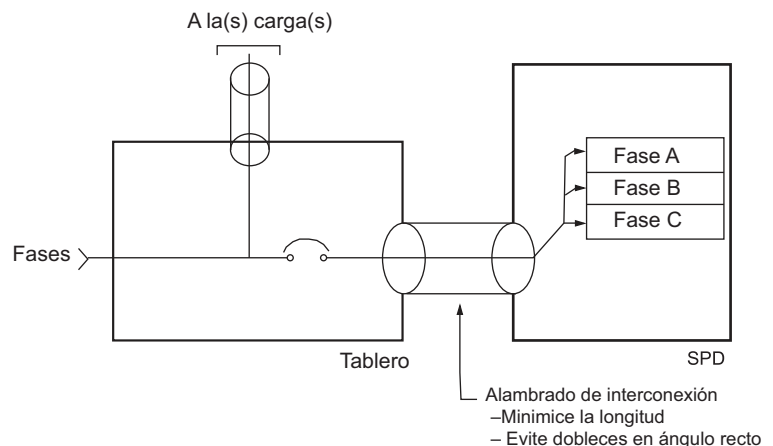 A la(s) carga(s)
Fase A
Fase B
Fase C
Fases
Tablero
SPD
Alambrado de interconexión
–Minimice la longitud
– Evite dobleces en ángulo recto